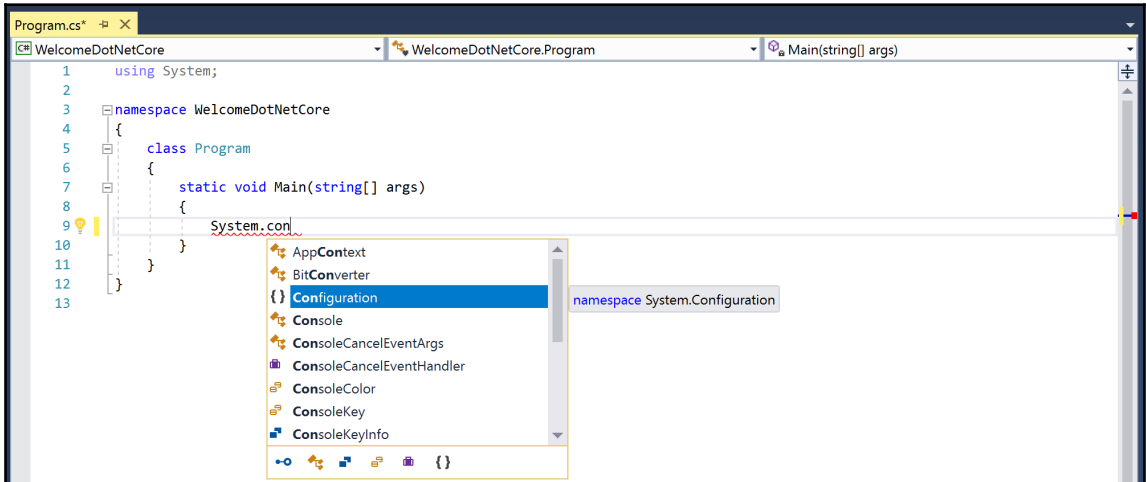 Program.cs*
C# WelcomeDotNetCore WelcomeDotNetCore.Program Main(string[] args)
1 using System;
2
3 namespace WelcomeDotNetCore
4 {
5 class Program
6 {
7 static void Main(string[] args)
8 {
9 System.con
10 }
11 }
12 }
13
AppContext
BitConverter
{ } Configuration namespace System.Configuration
Console
ConsoleCancelEventArgs
ConsoleCancelEventHandler
ConsoleColor
ConsoleKey
ConsoleKeyInfo
{ }